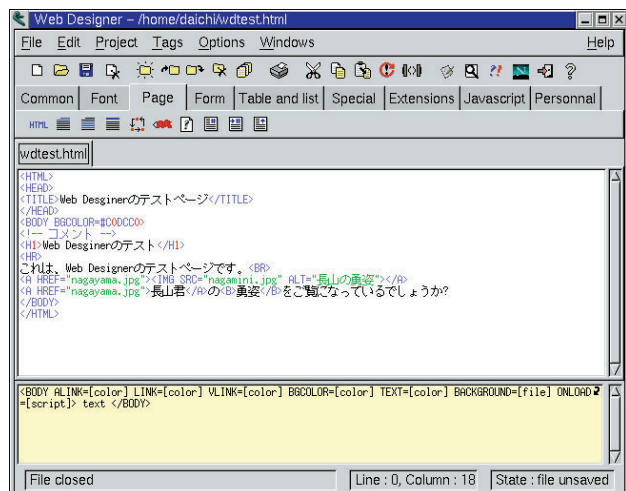 Web Designer – /home/daichi/wdtest.html
File Edit Project Tags Options Windows Help
Common Font Page Form Table and list Special Extensions Javascript Personnal
HTML
wdtest.html
<HTML>
<HEAD>
<TITLE>Web Desginerのテストページ</TITLE>
</HEAD>
<BODY BGCOLOR=#C0DCC0>
<!-- コメント -->
<H1>Web Desginerのテスト</H1>
<HR>
これは、Web Designerのテストページです。<BR>
<A HREF="nagayama.jpg"><IMG SRC="nagamini.jpg" ALT="長山の勇姿"></A>
<A HREF="nagayama.jpg">長山君</A>の<B>勇姿</B>をご覧になっているでしょうか?
</BODY>
</HTML>
<BODY ALINK=[color] LINK=[color] VLINK=[color] BGCOLOR=[color] TEXT=[color] BACKGROUND=[file] ONLOAD
=[script]> text </BODY>
File closed Line : 0, Column : 18 State : file unsaved